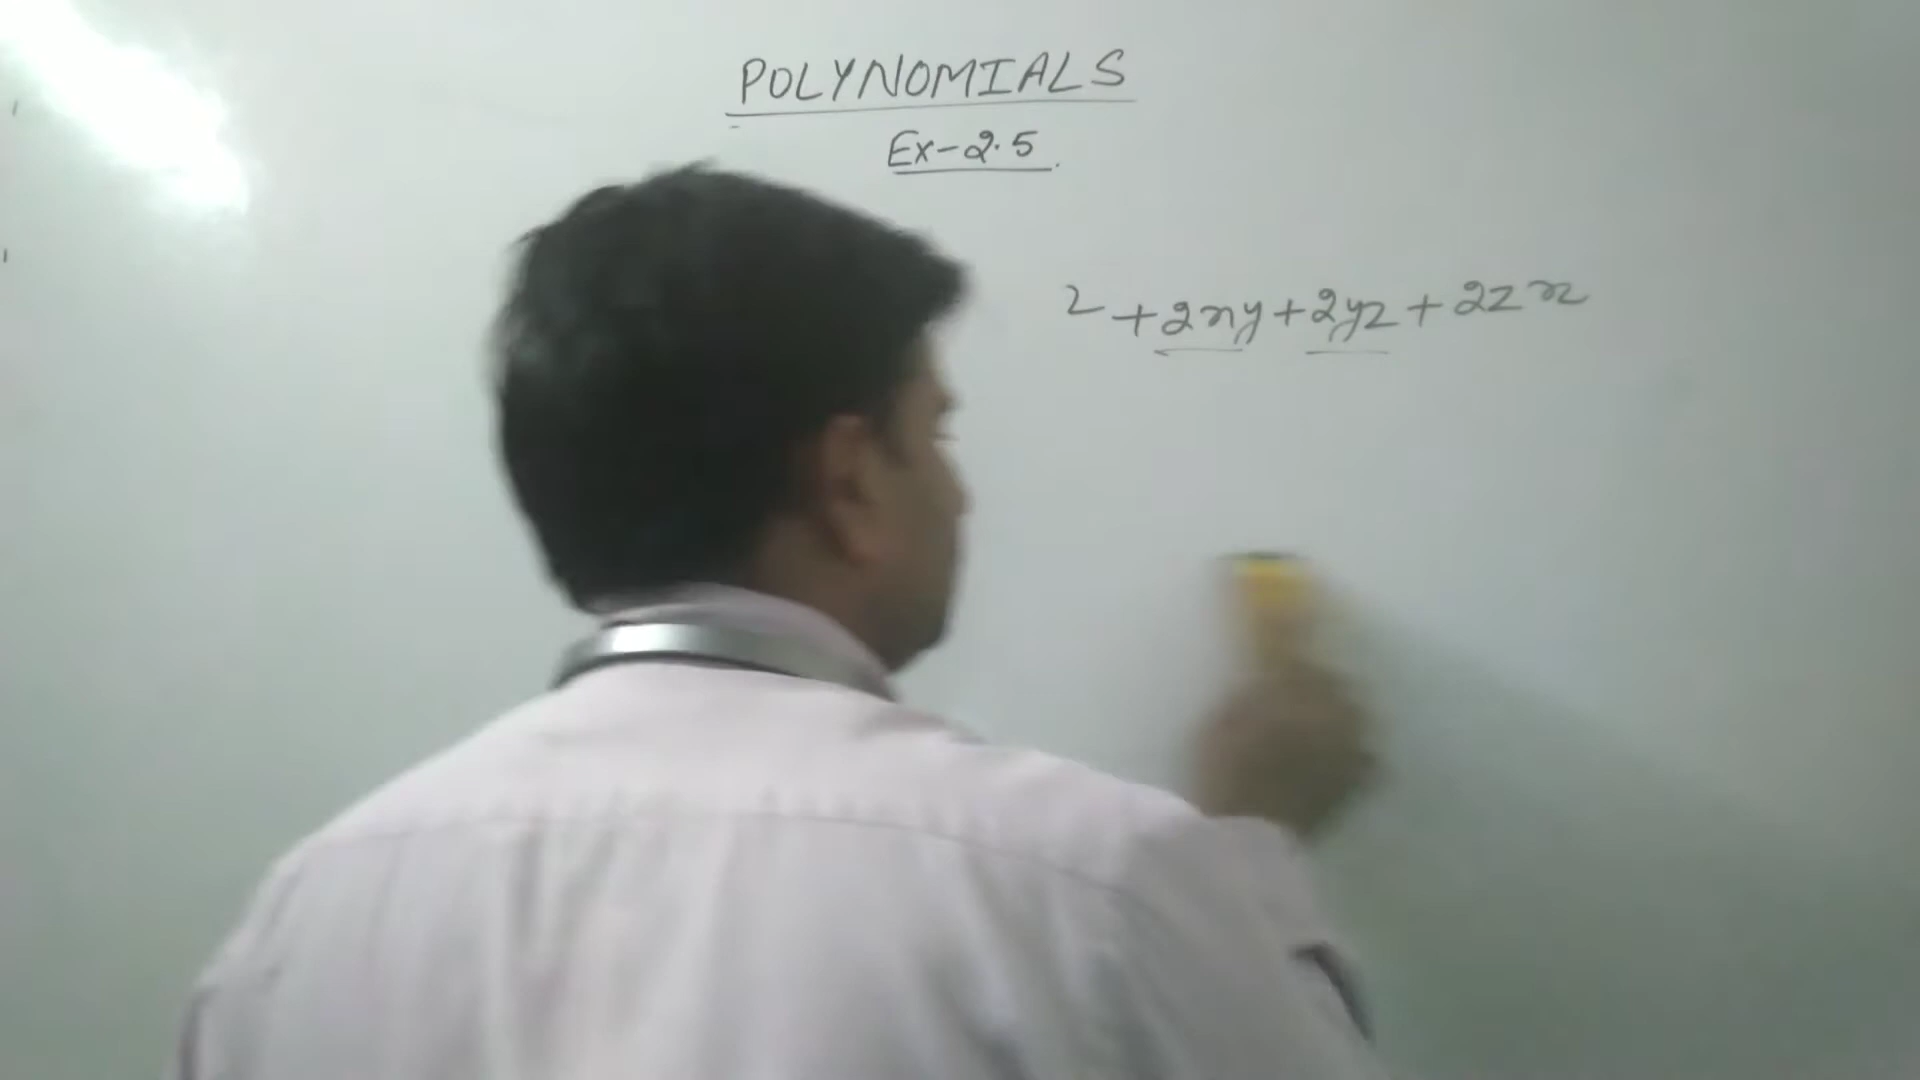 POLYNOMIALS
Ex-2.5
2 + 2xy + 2yz + 2zx